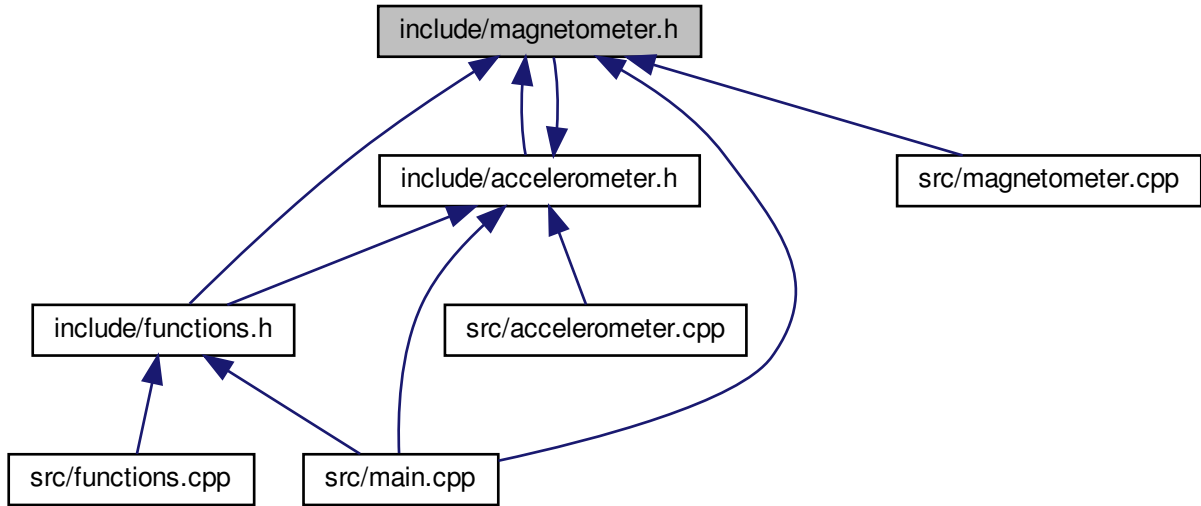 include/magnetometer.h
include/accelerometer.h
src/magnetometer.cpp
include/functions.h
src/accelerometer.cpp
src/functions.cpp
src/main.cpp